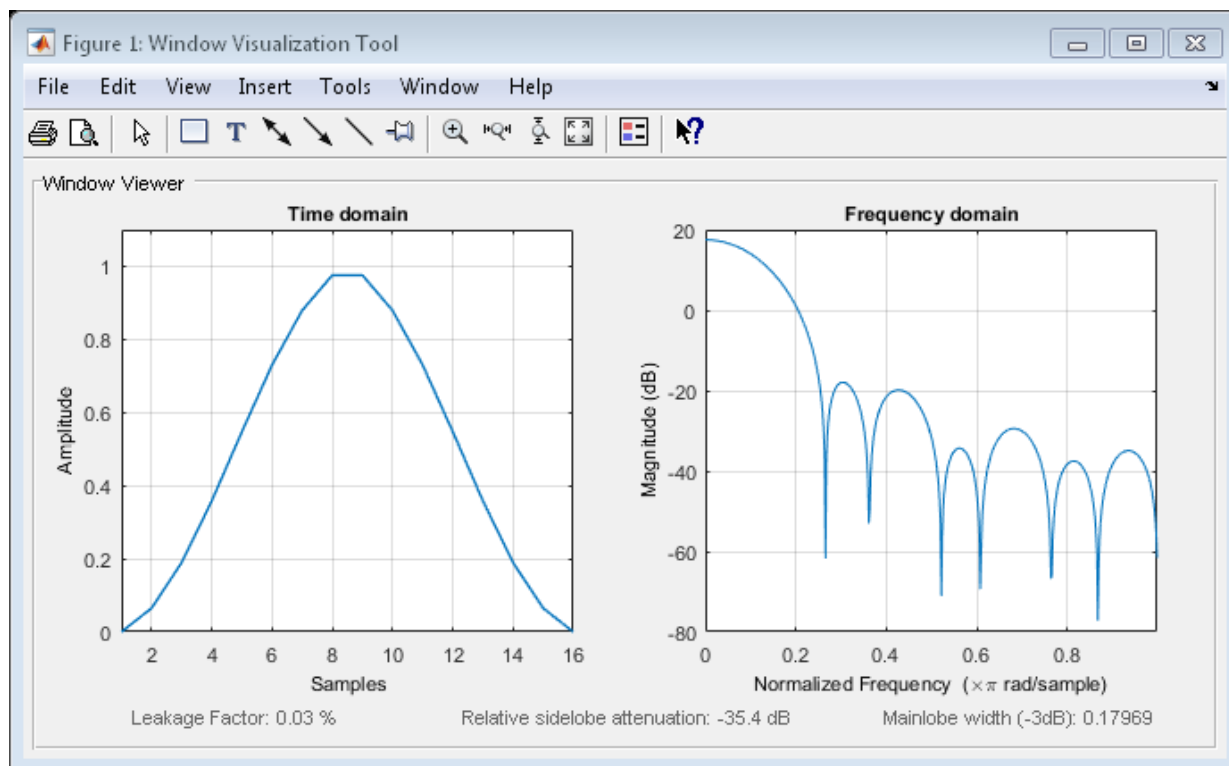 Figure 1: Window Visualization Tool
File Edit View Insert Tools Window Help
T
?
Window Viewer
Time domain
1
0.8
0.6
0.4
0.2
0
2 4 6 8 10 12 14 16
Amplitude
Samples
Frequency domain
20
0
-20
-40
-60
-80
0 0.2 0.4 0.6 0.8
Magnitude (dB)
Normalized Frequency (×π rad/sample)
Leakage Factor: 0.03 % Relative sidelobe attenuation: -35.4 dB Mainlobe width (-3dB): 0.17969